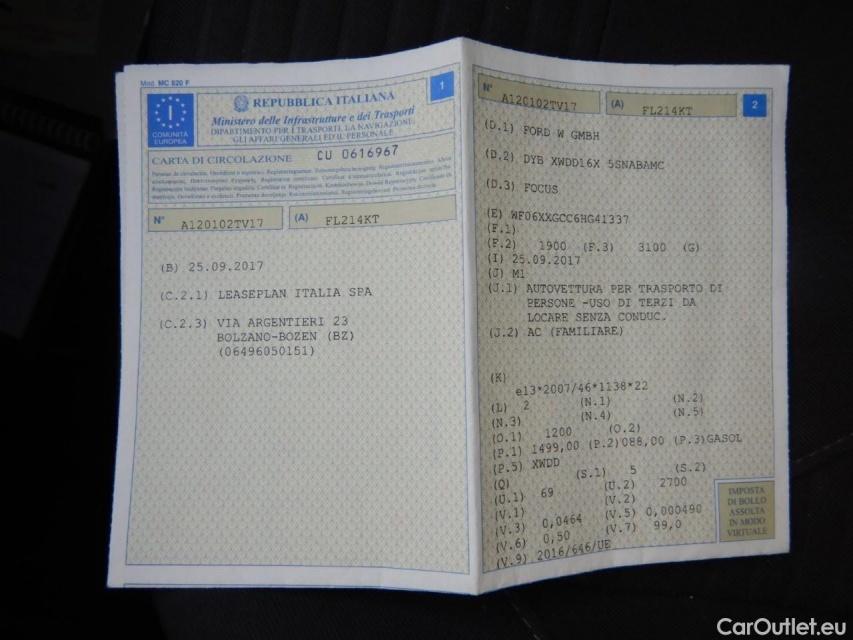 Mod. MC 820 F
1
I
COMUNITÀ
EUROPEA
REPUBBLICA ITALIANA
Ministero delle Infrastrutture e dei Trasporti
DIPARTIMENTO PER I TRASPORTI, LA NAVIGAZIONE,
GLI AFFARI GENERALI ED IL PERSONALE
CARTA DI CIRCOLAZIONE CU 0616967
N° A120102TV17 (A) FL214KT
(B) 25.09.2017
(C.2.1) LEASEPLAN ITALIA SPA
(C.2.3) VIA ARGENTIERI 23
BOLZANO-BOZEN (BZ)
(06496050151)
N° A120102TV17 (A) FL214KT 2
(D.1) FORD W GMBH
(D.2) DYB XWDD16X 5SNABAMC
(D.3) FOCUS
(E) WF06XXGCC6HG41337
(F.1)
(F.2) 1900 (F.3) 3100 (G)
(I) 25.09.2017
(J) M1
(J.1) AUTOVETTURA PER TRASPORTO DI
PERSONE -USO DI TERZI DA
LOCARE SENZA CONDUC.
(J.2) AC (FAMILIARE)
(K)
e13*2007/46*1138*22
(L) 2 (N.1) (N.2)
(N.3) (N.4) (N.5)
(O.1) 1200 (O.2)
(P.1) 1499,00 (P.2)088,00 (P.3)GASOL
(P.5) XWDD
(Q) (S.1) 5 (S.2)
(U.1) 69 (U.2) 2700
(V.1) (V.2)
(V.3) 0,0464 (V.5) 0,000490
(V.6) 0,50 (V.7) 99,0
(V.9) 2016/646/UE
IMPOSTA
DI BOLLO
ASSOLTA
IN MODO
VIRTUALE
CarOutlet.eu